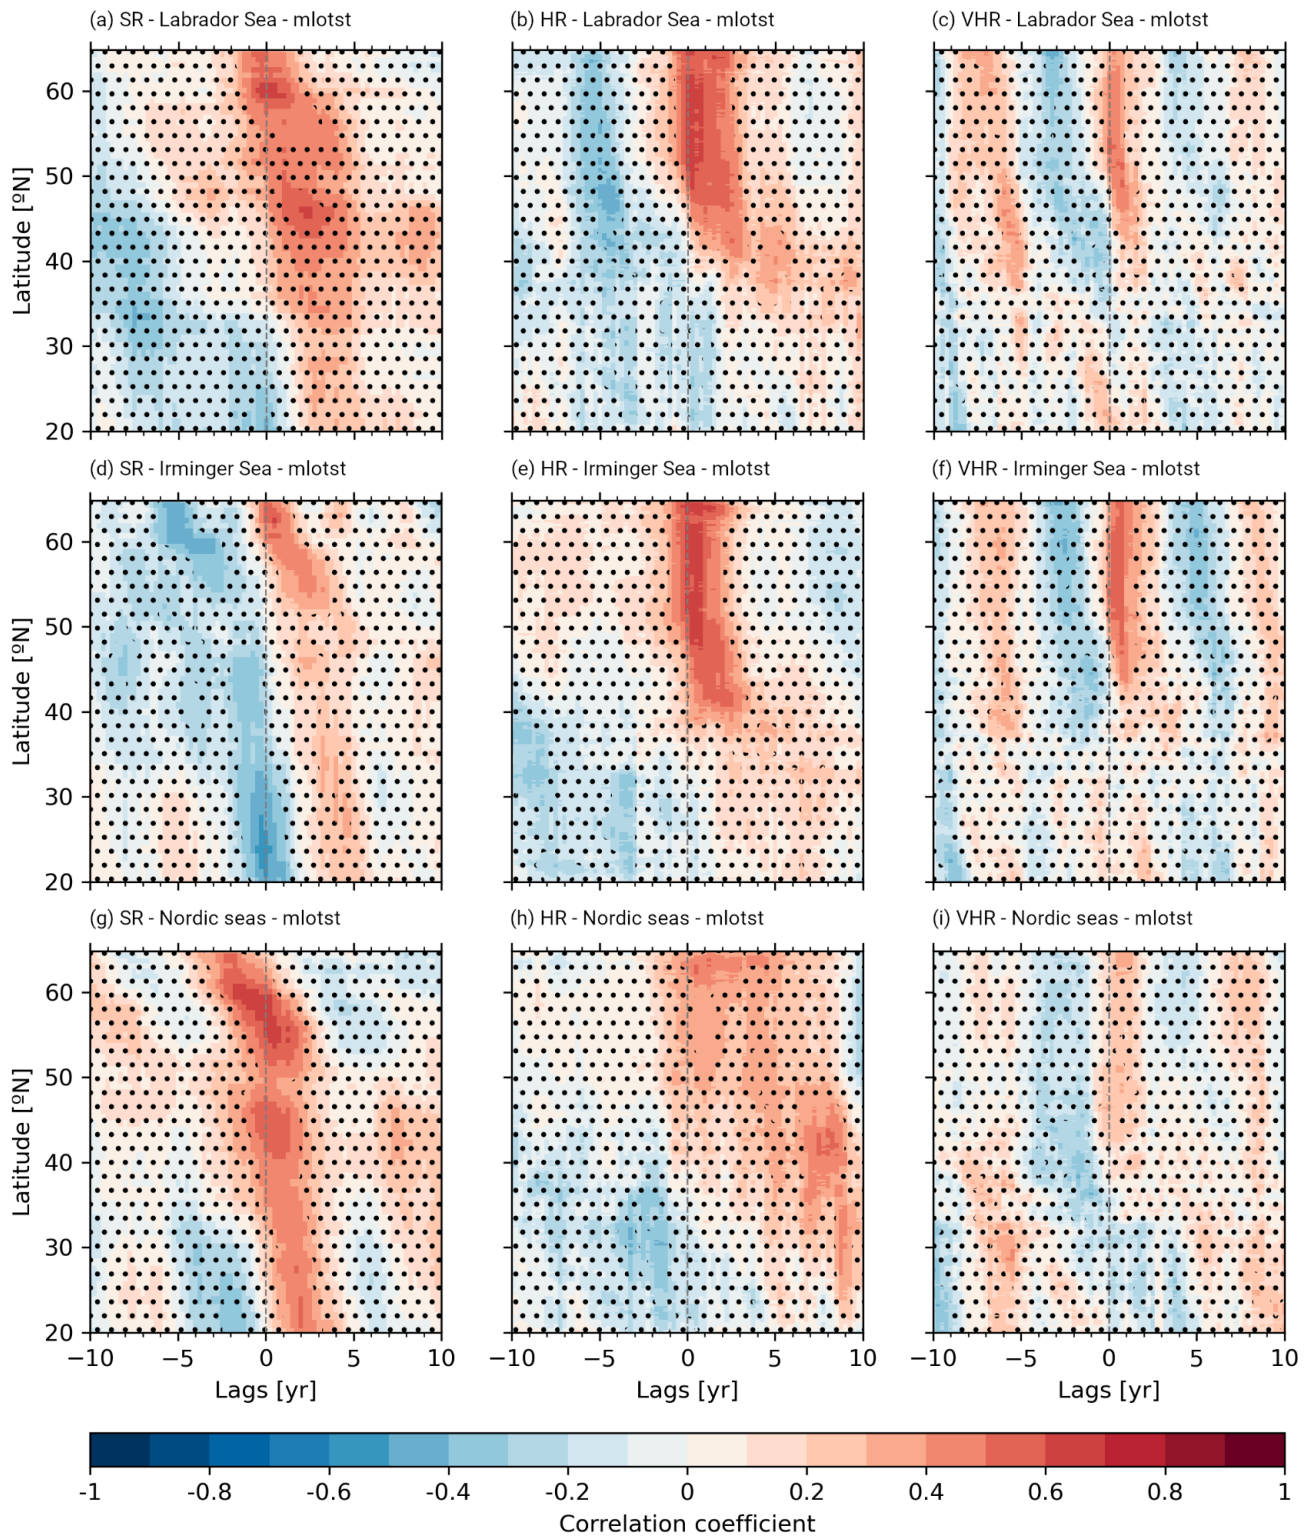 (a) SR - Labrador Sea - mlotst
(b) HR - Labrador Sea - mlotst
(c) VHR - Labrador Sea - mlotst
60
50
40
30
20
Latitude [ºN]
(d) SR - Irminger Sea - mlotst
(e) HR - Irminger Sea - mlotst
(f) VHR - Irminger Sea - mlotst
60
50
40
30
20
Latitude [ºN]
(g) SR - Nordic seas - mlotst
(h) HR - Nordic seas - mlotst
(i) VHR - Nordic seas - mlotst
60
50
40
30
20
Latitude [ºN]
−10 −5 0 5 10
−10 −5 0 5 10
−10 −5 0 5 10
Lags [yr]
Lags [yr]
Lags [yr]
-1 -0.8 -0.6 -0.4 -0.2 0 0.2 0.4 0.6 0.8 1
Correlation coefficient